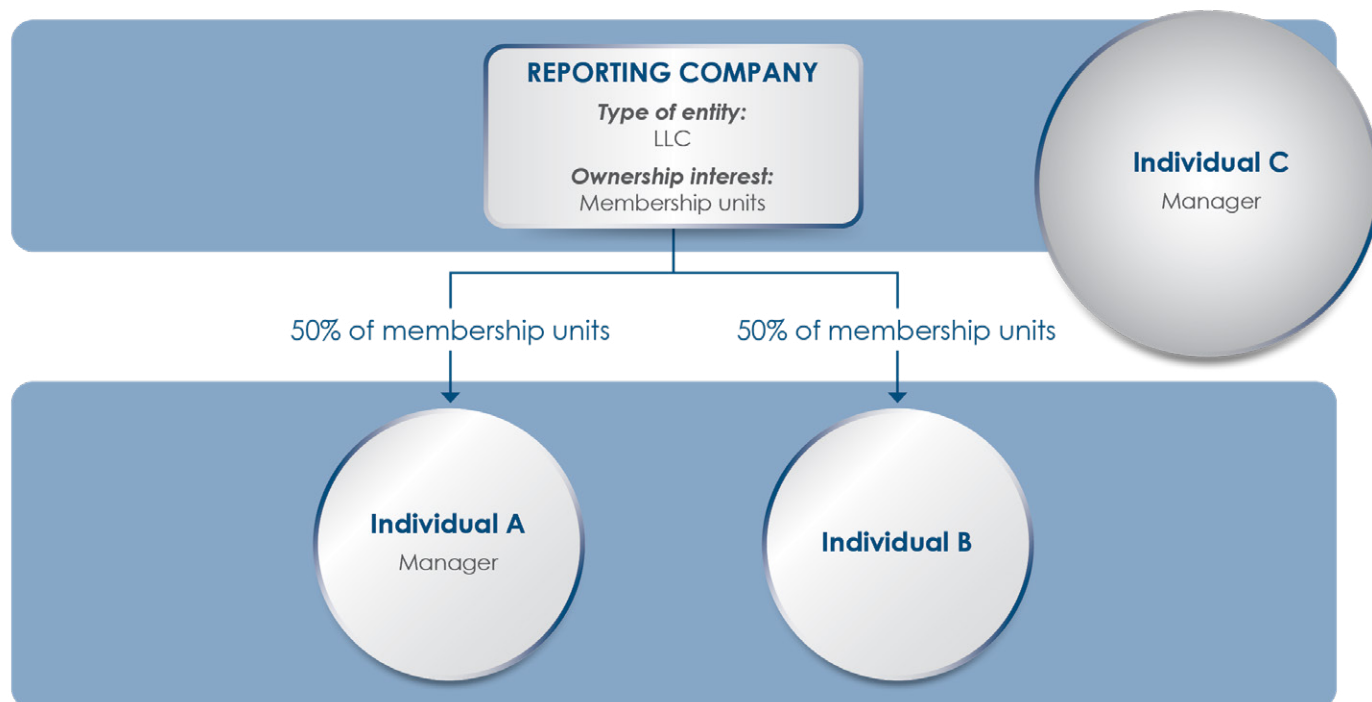 REPORTING COMPANY
Type of entity:
LLC
Ownership interest:
Membership units
Individual C
Manager
50% of membership units
50% of membership units
Individual A
Manager
Individual B